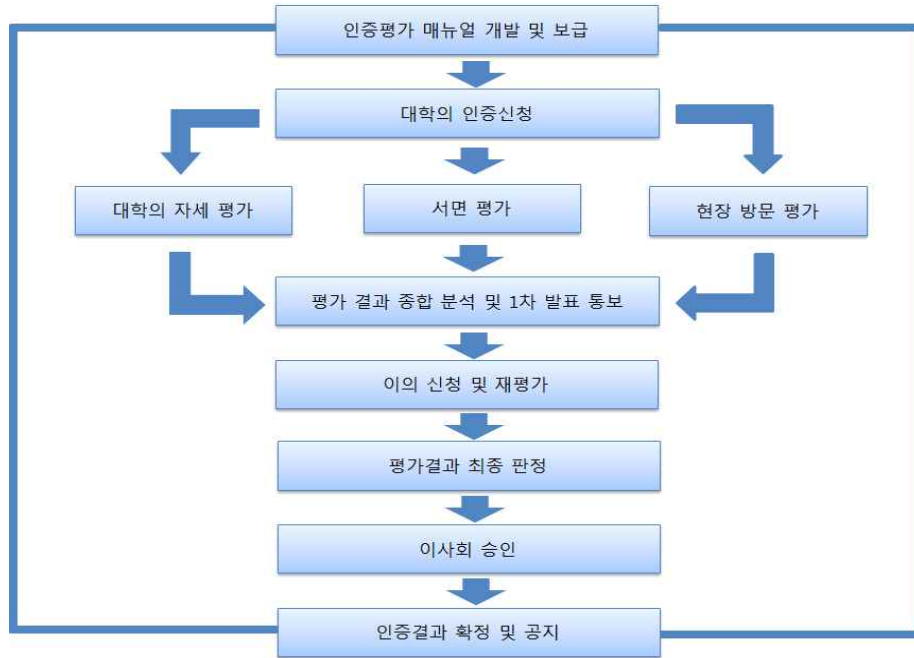 인증평가 매뉴얼 개발 및 보급
대학의 인증신청
대학의 자세 평가
서면 평가
현장 방문 평가
평가 결과 종합 분석 및 1차 발표 통보
이의 신청 및 재평가
평가결과 최종 판정
이사회 승인
인증결과 확정 및 공지